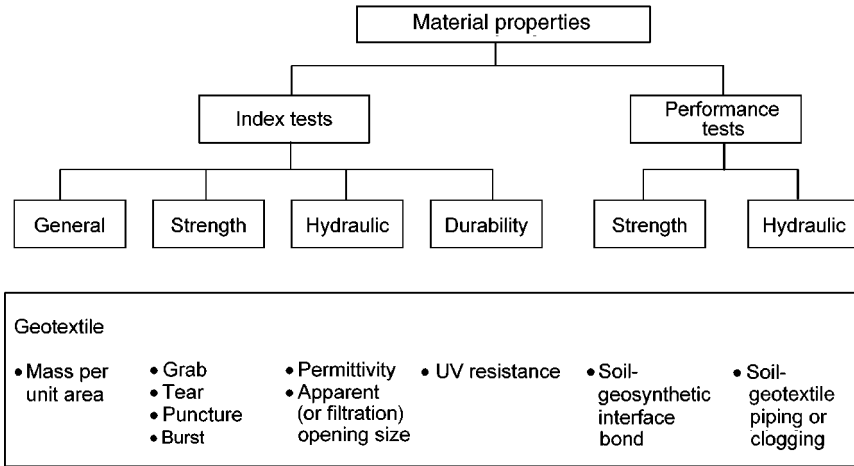 Material properties
Index tests
Performance
tests
General
Strength
Hydraulic
Durability
Strength
Hydraulic
Geotextile
• Mass per
unit area
• Grab
• Tear
• Puncture
• Burst
• Permittivity
• Apparent
(or filtration)
opening size
• UV resistance
• Soil-
geosynthetic
interface
bond
• Soil-
geotextile
piping or
clogging